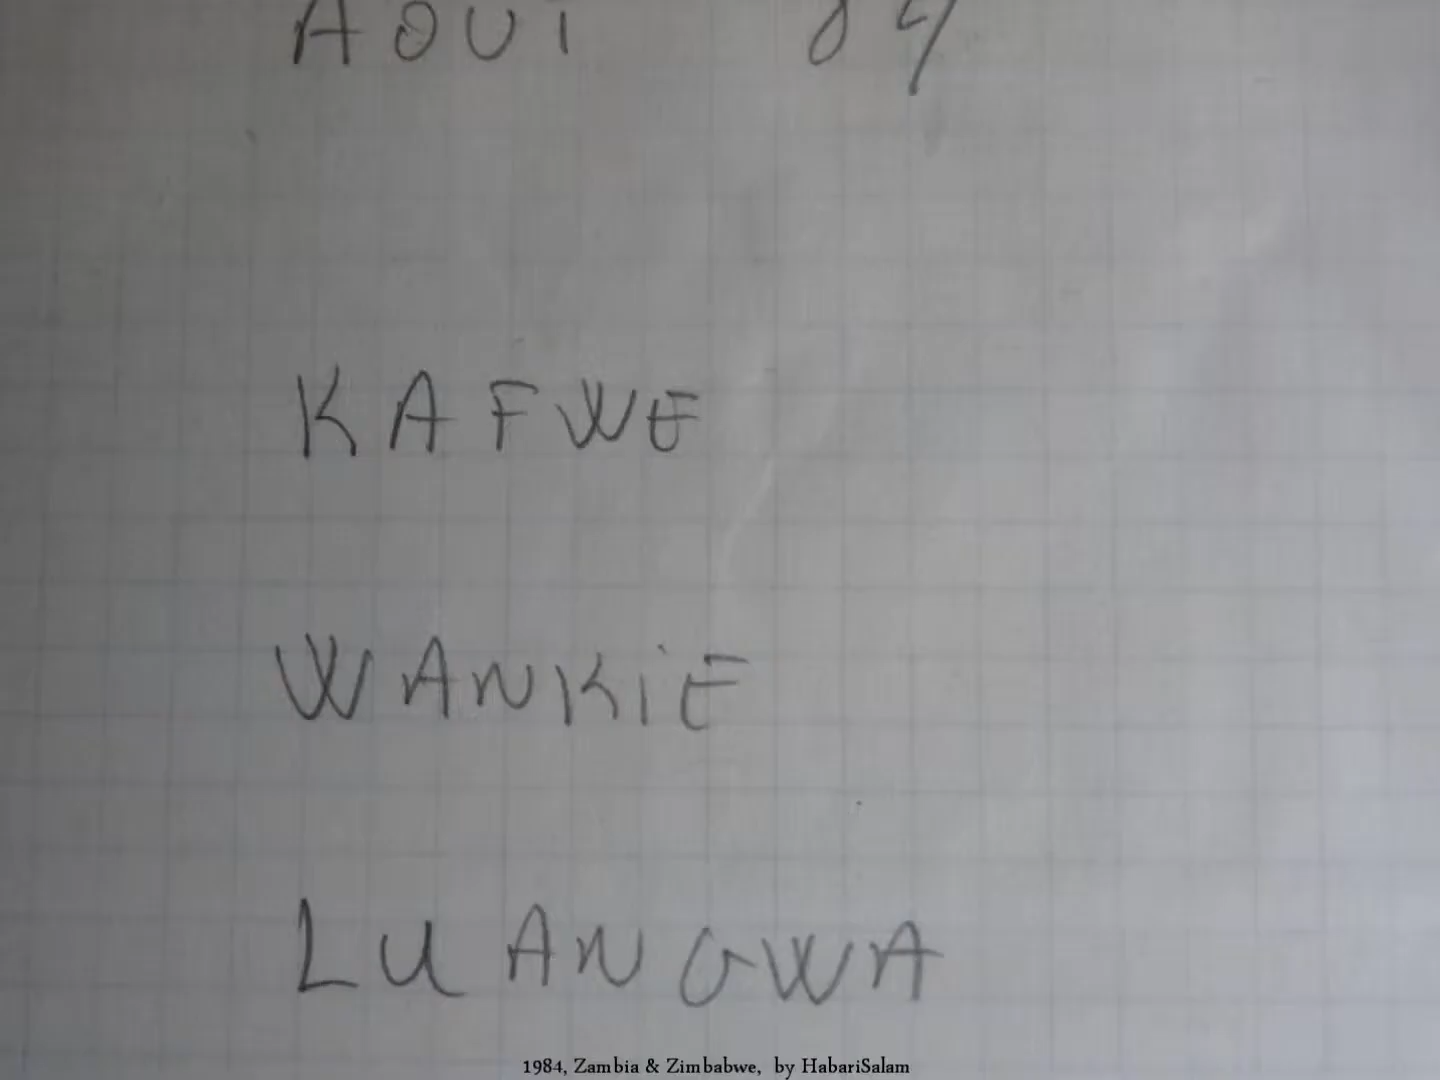 AOUT 84
KAFWE
WANKiE
LUANGWA
1984, Zambia & Zimbabwe, by HabariSalam